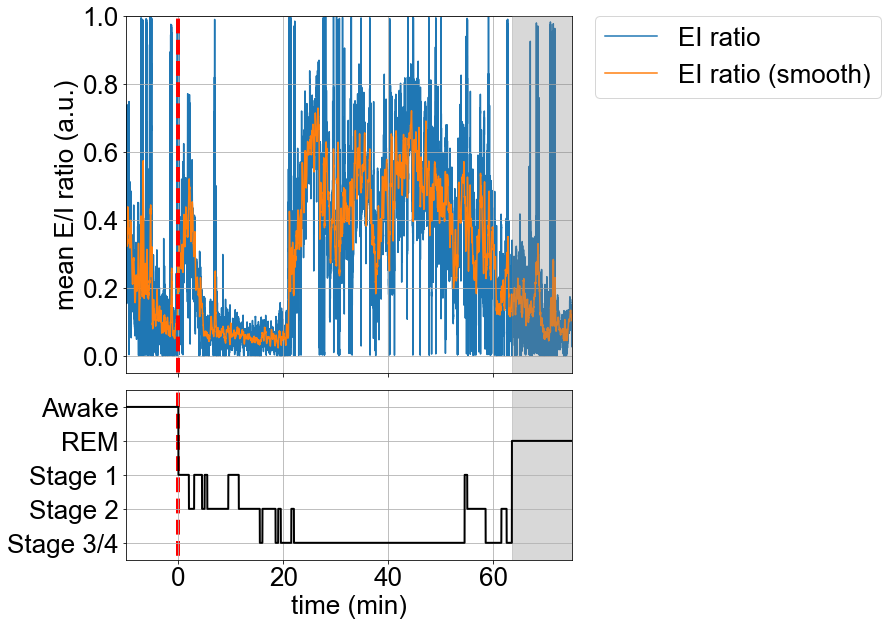 mean E/I ratio (a.u.)
1.0
0.8
0.6
0.4
0.2
0.0
EI ratio
EI ratio (smooth)
Awake
REM
Stage 1
Stage 2
Stage 3/4
0 20 40 60
time (min)